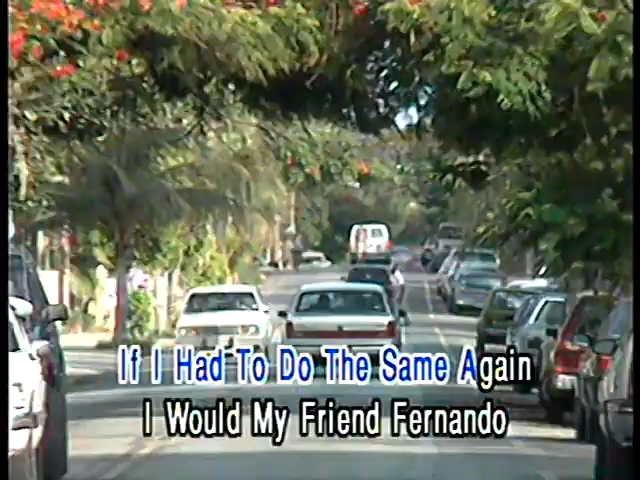 If I Had To Do The Same Again
I Would My Friend Fernando